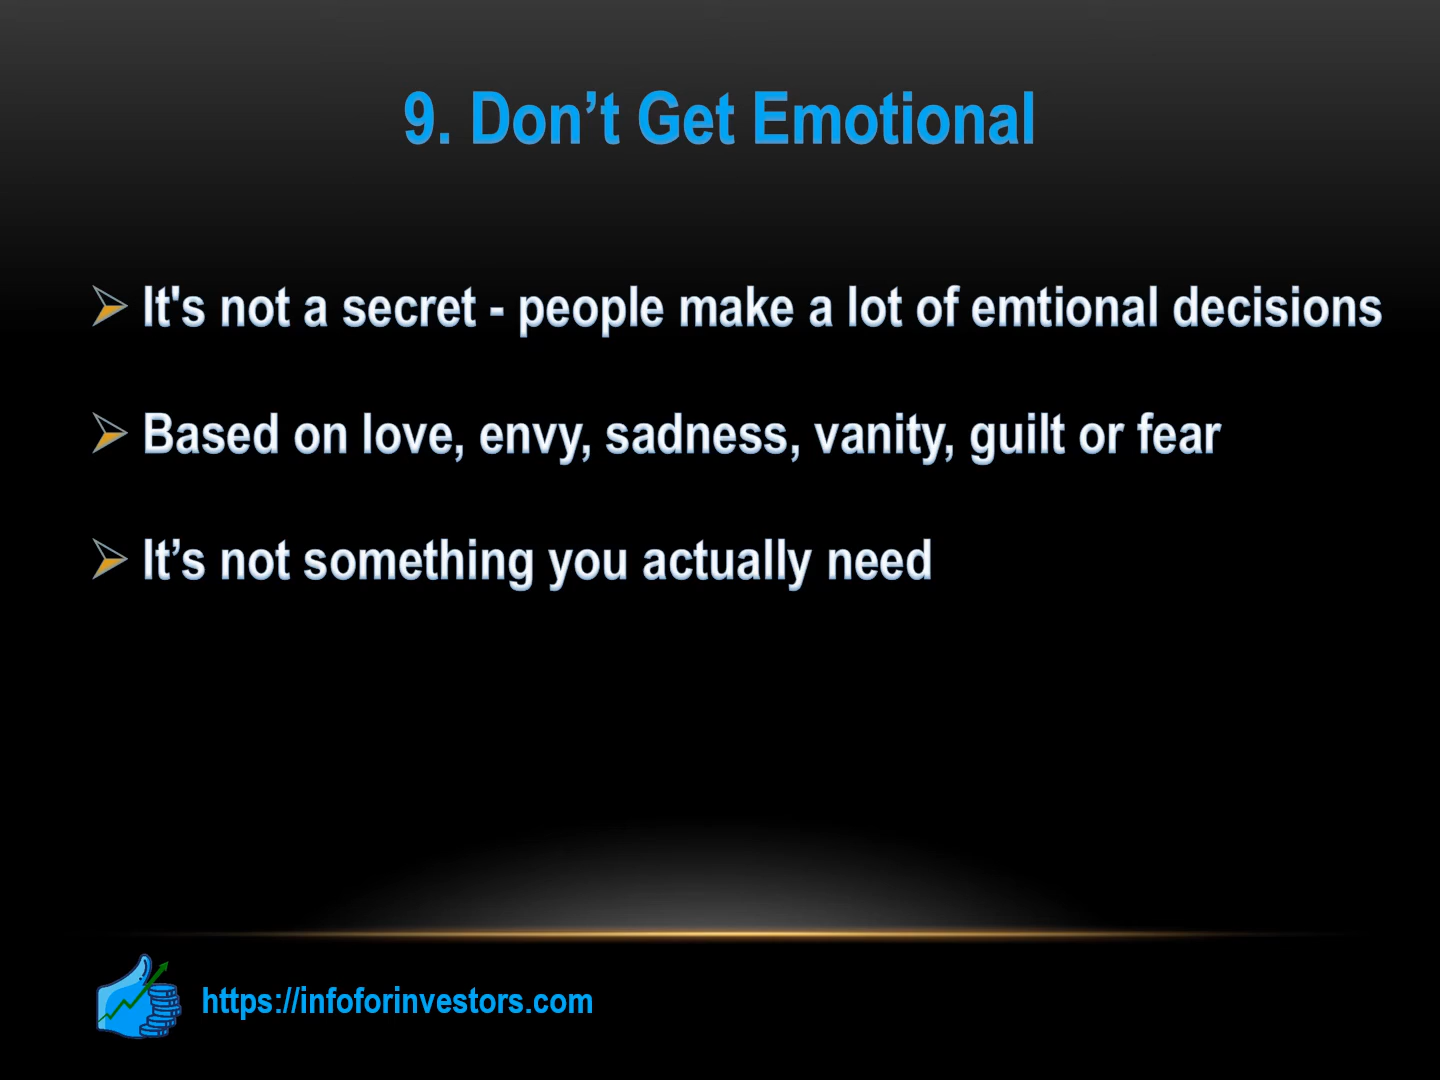 9. Don’t Get Emotional
It's not a secret - people make a lot of emtional decisions
Based on love, envy, sadness, vanity, guilt or fear
It’s not something you actually need
https://infoforinvestors.com